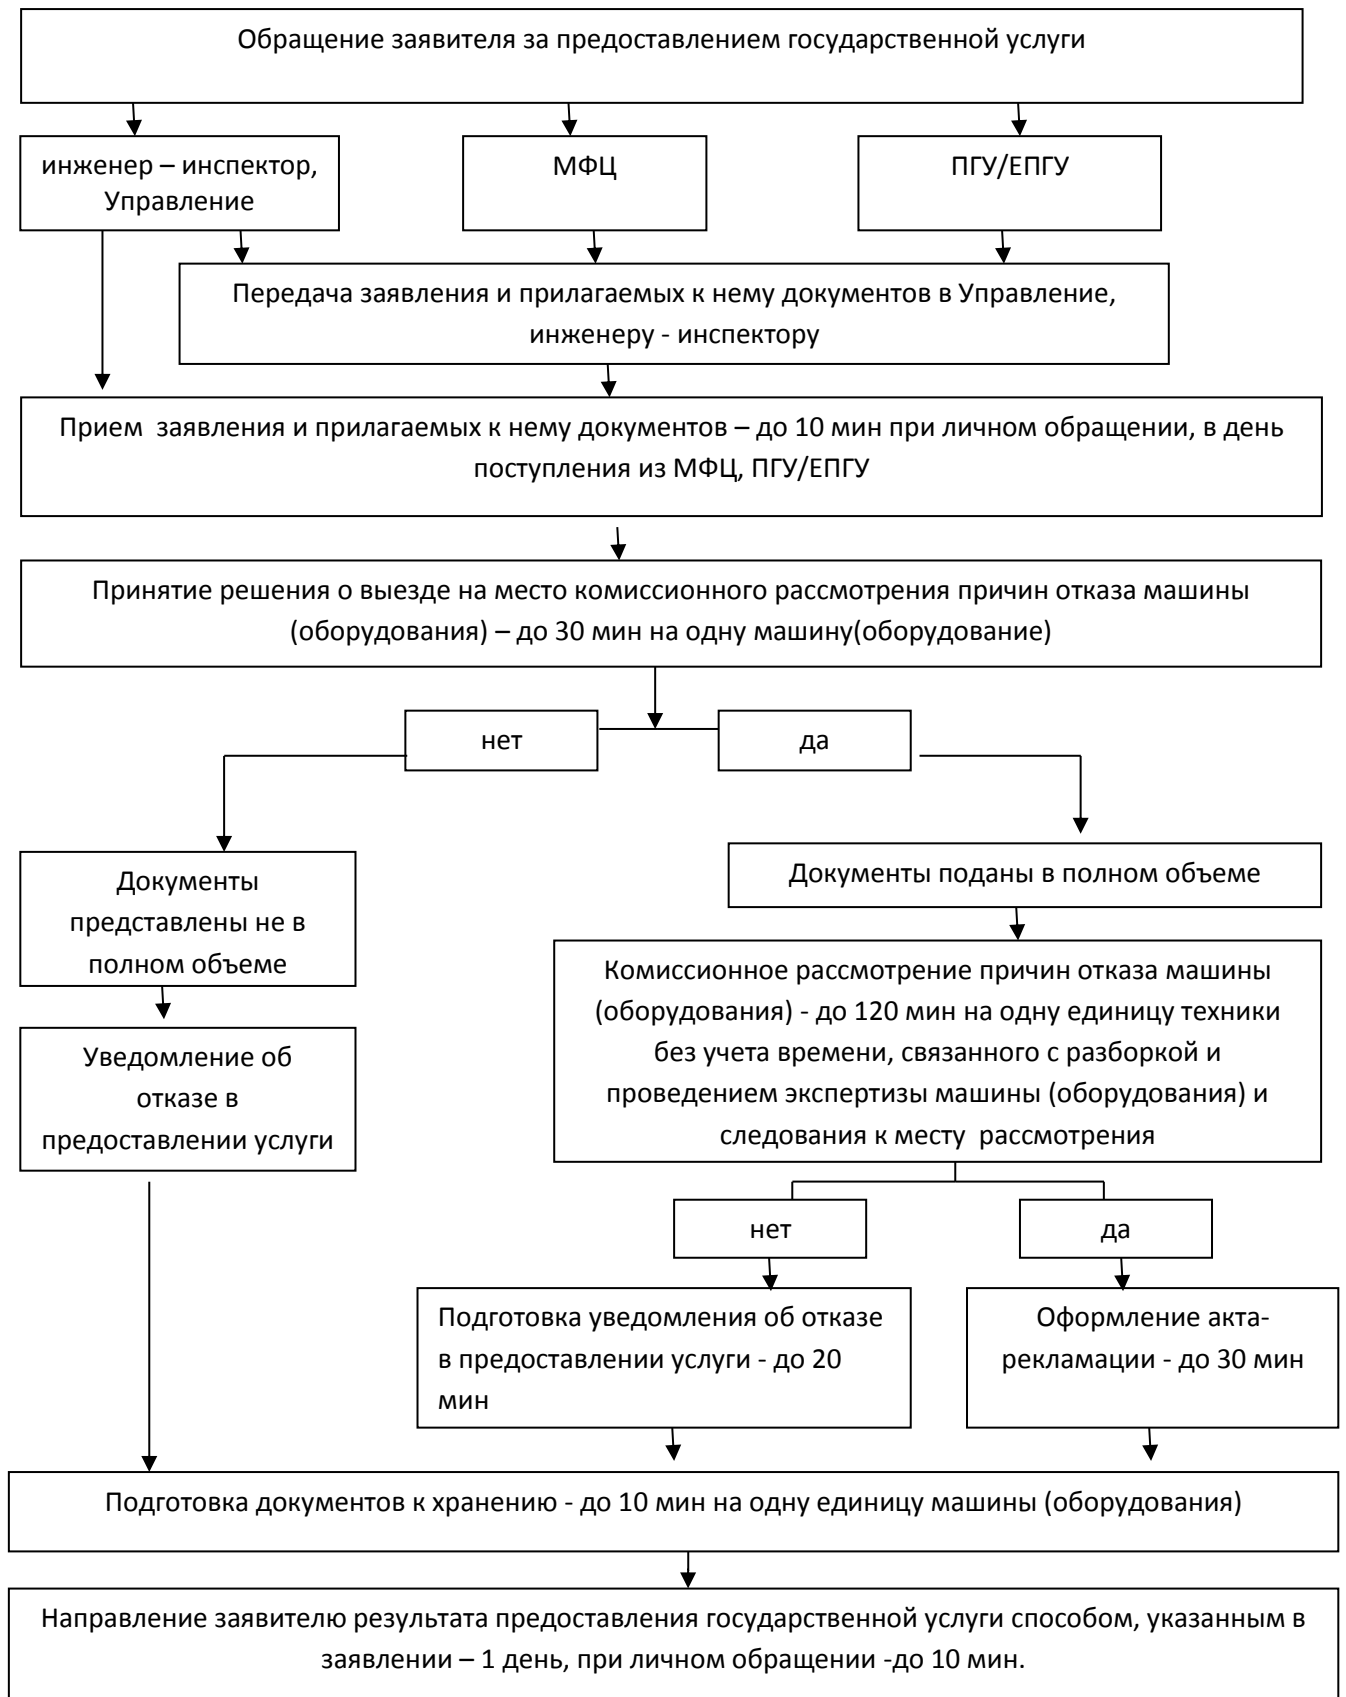 Обращение заявителя за предоставлением государственной услуги
инженер – инспектор,
Управление
МФЦ
ПГУ/ЕПГУ
Передача заявления и прилагаемых к нему документов в Управление,
инженеру - инспектору
Прием  заявления и прилагаемых к нему документов – до 10 мин при личном обращении, в день
поступления из МФЦ, ПГУ/ЕПГУ
Принятие решения о выезде на место комиссионного рассмотрения причин отказа машины
(оборудования) – до 30 мин на одну машину(оборудование)
нет
да
Документы
представлены не в
полном объеме
Уведомление об
отказе в
предоставлении услуги
Документы поданы в полном объеме
Комиссионное рассмотрение причин отказа машины
(оборудования) - до 120 мин на одну единицу техники
без учета времени, связанного с разборкой и
проведением экспертизы машины (оборудования) и
следования к месту  рассмотрения
нет
да
Подготовка уведомления об отказе
в предоставлении услуги - до 20
мин
Оформление акта-
рекламации - до 30 мин
Подготовка документов к хранению - до 10 мин на одну единицу машины (оборудования)
Направление заявителю результата предоставления государственной услуги способом, указанным в
заявлении – 1 день, при личном обращении -до 10 мин.